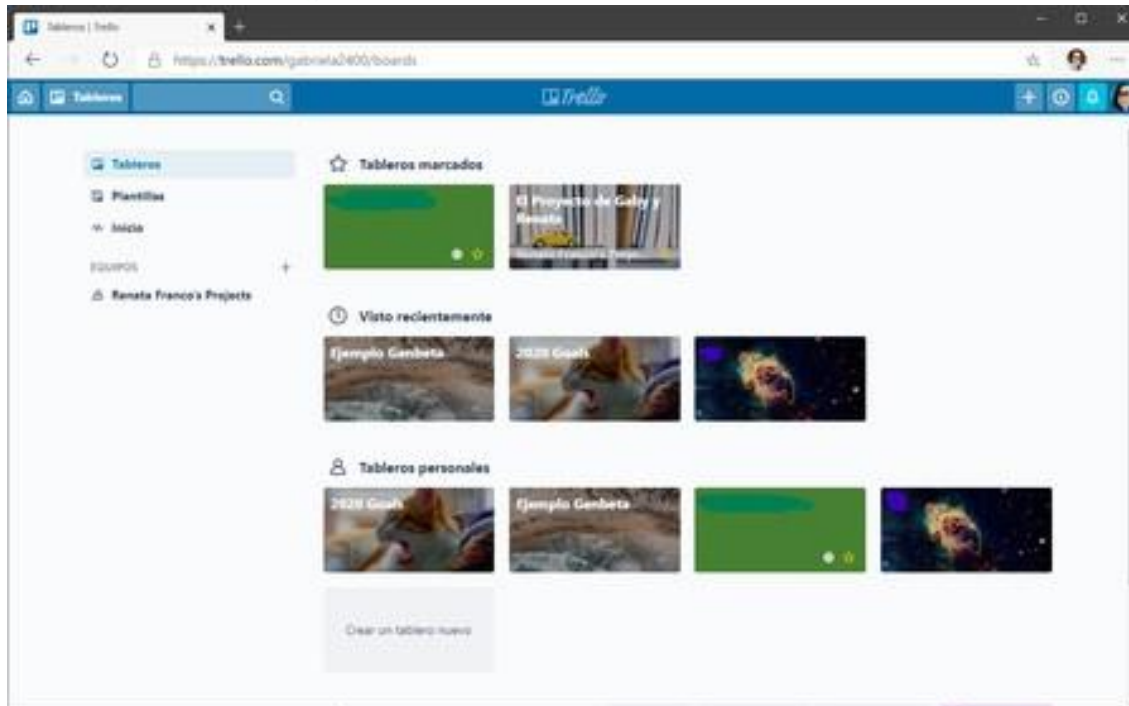 Tableros | Trello
https://trello.com/gabriela2400/boards
Tableros
Trello
Tableros
Plantillas
Inicio
EQUIPOS
Renata Franco's Projects
Tableros marcados
El Proyecto de Gaby y
Renata
Renata Franco's
Visto recientemente
Ejemplo Genbeta
2020 Goals
Tableros personales
2020 Goals
Ejemplo Genbeta
Crear un tablero nuevo